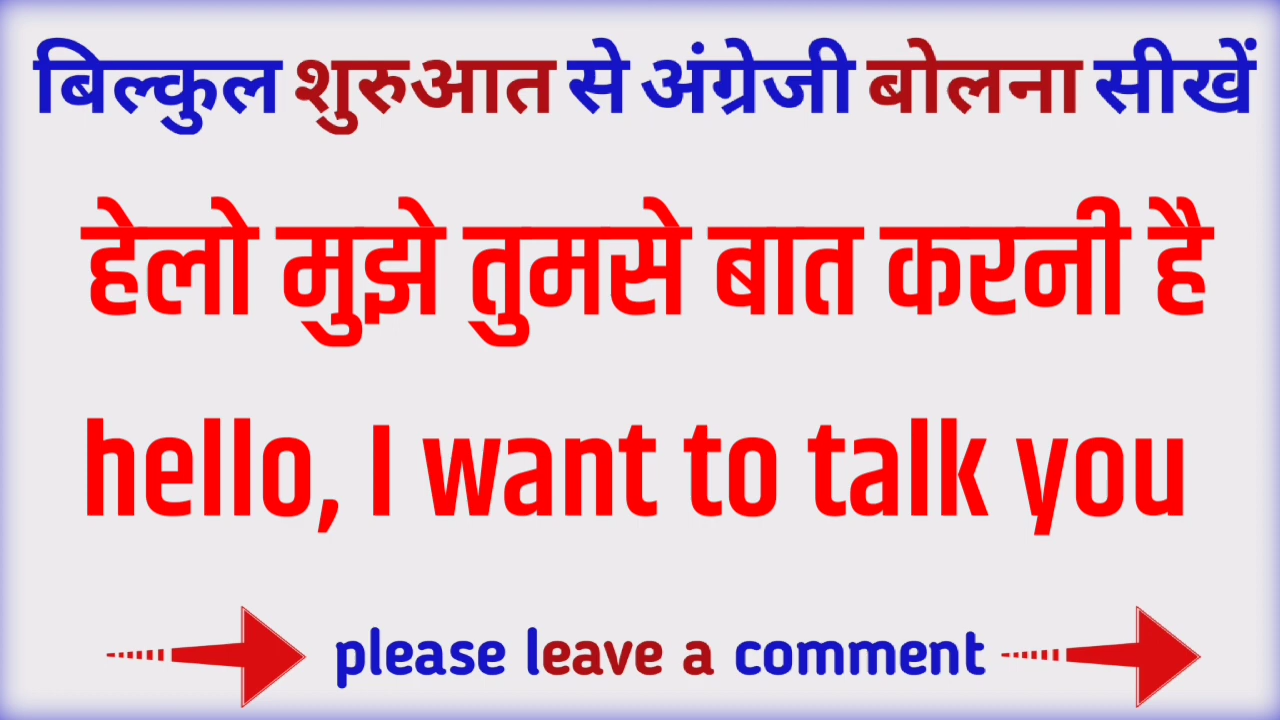 बिल्कुल शुरुआत से अंग्रेजी बोलना सीखें
हेलो मुझे तुमसे बात करनी है
hello, I want to talk you
please leave a comment